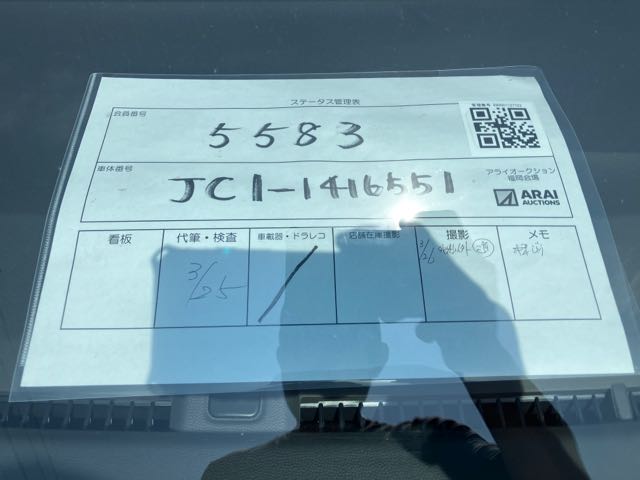 ステータス管理表
会員番号
5583
車体番号
JC1-1416551
アライオークション
福岡会場
ARAI
AUCTIONS
看板
代筆・検査
車載器・ドラレコ
店舗在庫撮影
撮影
メモ
3/25
/
3/26